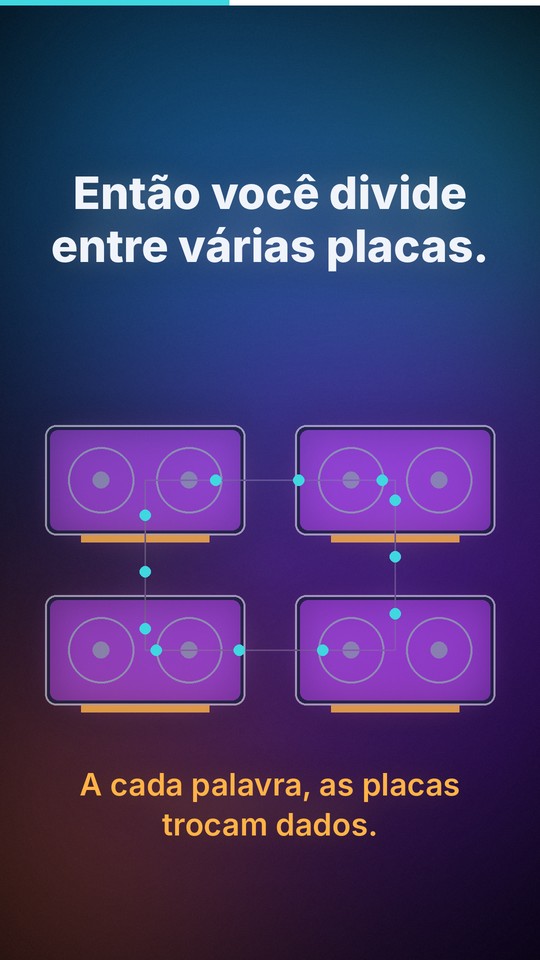 Então você divide
entre várias placas.
A cada palavra, as placas
trocam dados.